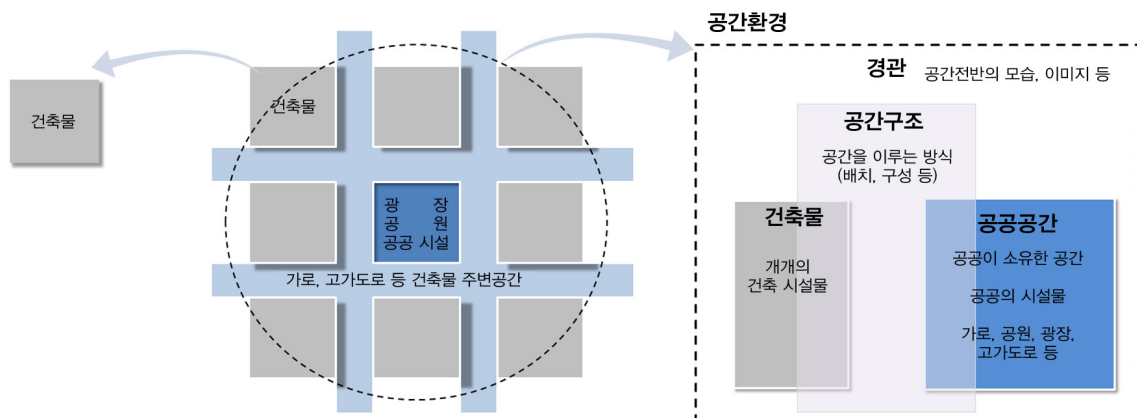 건축물
건축물
광 장
공 원
공공 시설
가로, 고가도로 등 건축물 주변공간
공간환경
경관 공간전반의 모습, 이미지 등
공간구조
공간을 이루는 방식
(배치, 구성 등)
건축물
개개의
건축 시설물
공공공간
공공이 소유한 공간
공공의 시설물
가로, 공원, 광장,
고가도로 등